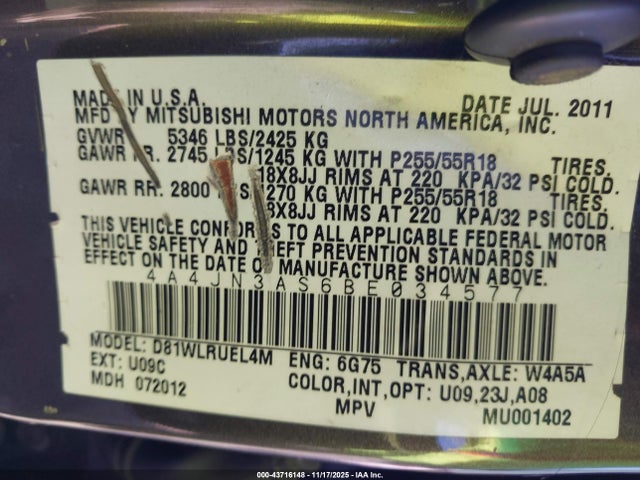 MADE IN U.S.A. DATE JUL. 2011
MFD BY MITSUBISHI MOTORS NORTH AMERICA, INC.
GVWR 5346 LBS/2425 KG
GAWR FR. 2745 LBS/1245 KG WITH P255/55R18 TIRES.
18X8JJ RIMS AT 220 KPA/32 PSI COLD.
GAWR RR. 2800 LBS/1270 KG WITH P255/55R18 TIRES.
18X8JJ RIMS AT 220 KPA/32 PSI COLD.
THIS VEHICLE CONFORMS TO ALL APPLICABLE FEDERAL MOTOR
VEHICLE SAFETY AND THEFT PREVENTION STANDARDS IN
EFFECT ON THE DATE OF MANUFACTURE SHOWN ABOVE.
4A4JN3AS6BE034577
MODEL: D81WLRUEL4M ENG: 6G75 TRANS,AXLE: W4A5A
EXT: U09C COLOR,INT,OPT: U09,23J,A08
MDH 072012 MPV MU001402
000-43716148 — 11/17/2025 — IAA Inc.